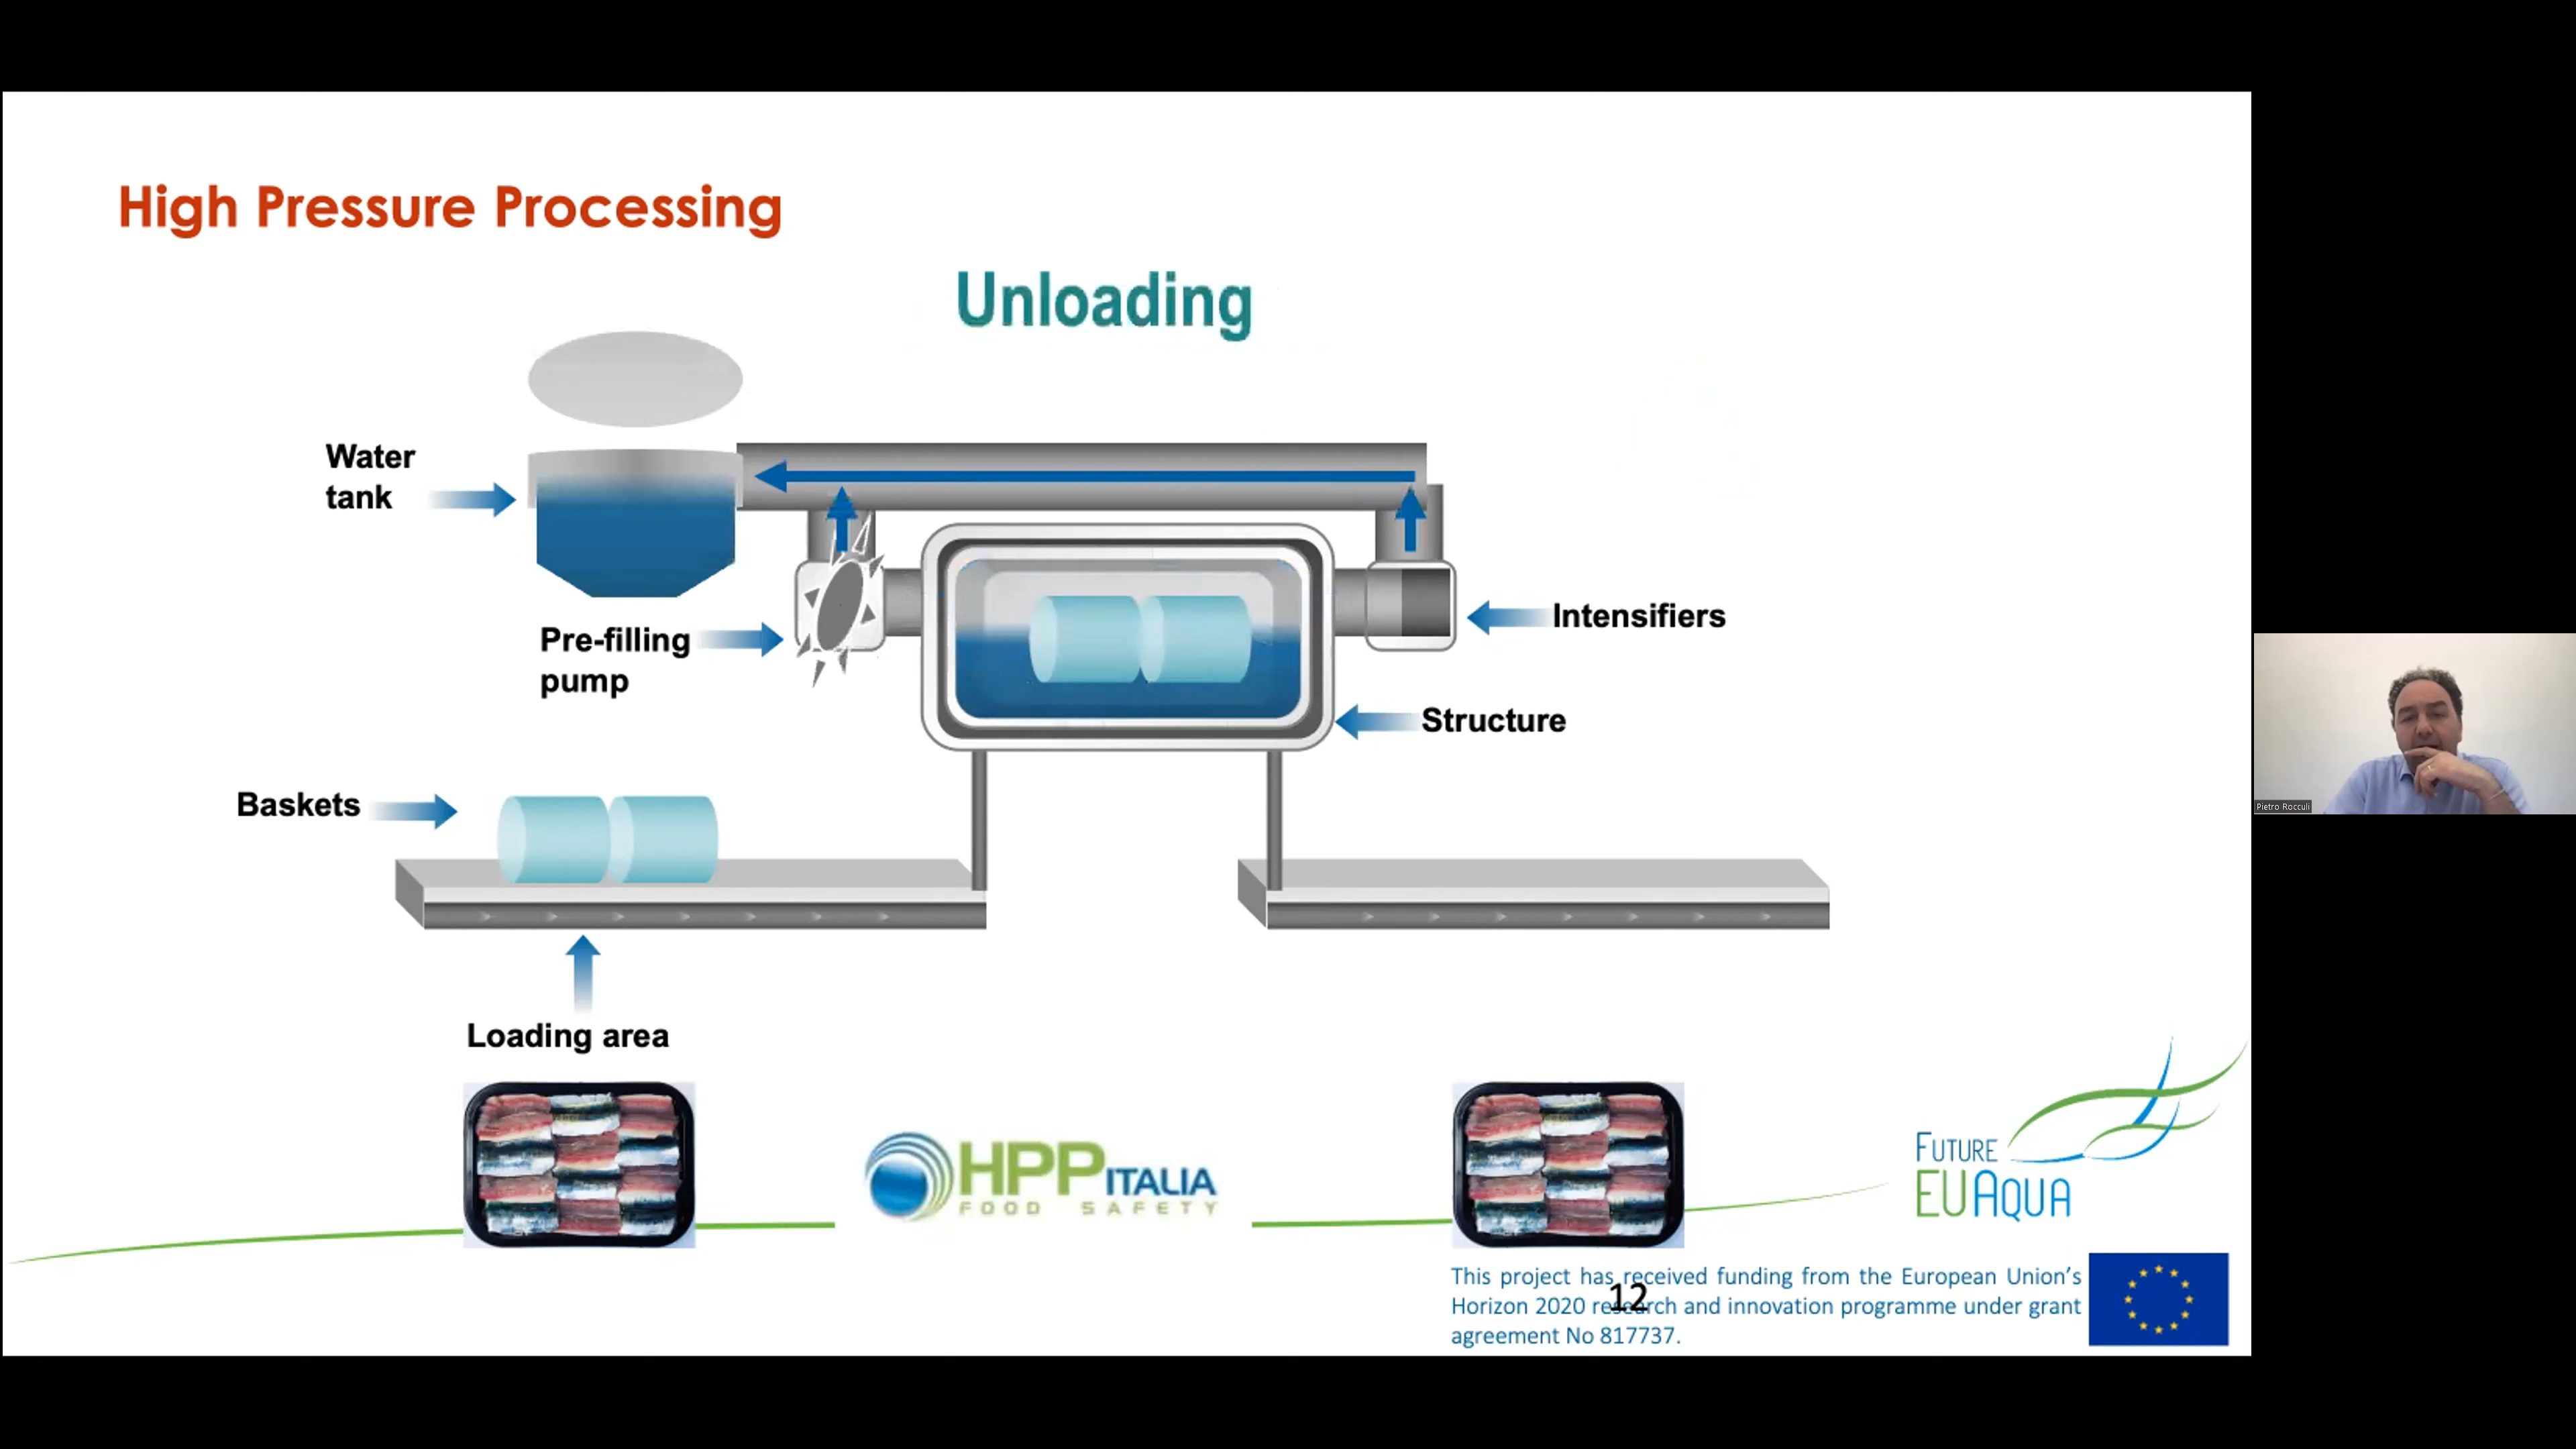 High Pressure Processing
Unloading
Water
tank
Pre-filling
pump
Intensifiers
Structure
Baskets
Loading area
HPP ITALIA
FOOD SAFETY
FUTURE
EUAQUA
This project has received funding from the European Union's
Horizon 2020 research and innovation programme under grant
agreement No 817737.
12
Pietro Rocculi